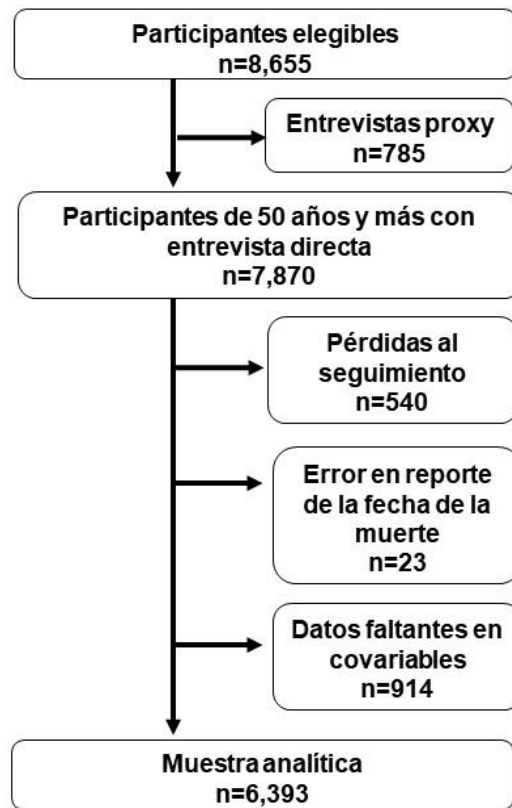 Participantes elegibles
n=8,655
Entrevistas proxy
n=785
Participantes de 50 años y más con
entrevista directa
n=7,870
Pérdidas al
seguimiento
n=540
Error en reporte
de la fecha de la
muerte
n=23
Datos faltantes en
covariables
n=914
Muestra analítica
n=6,393